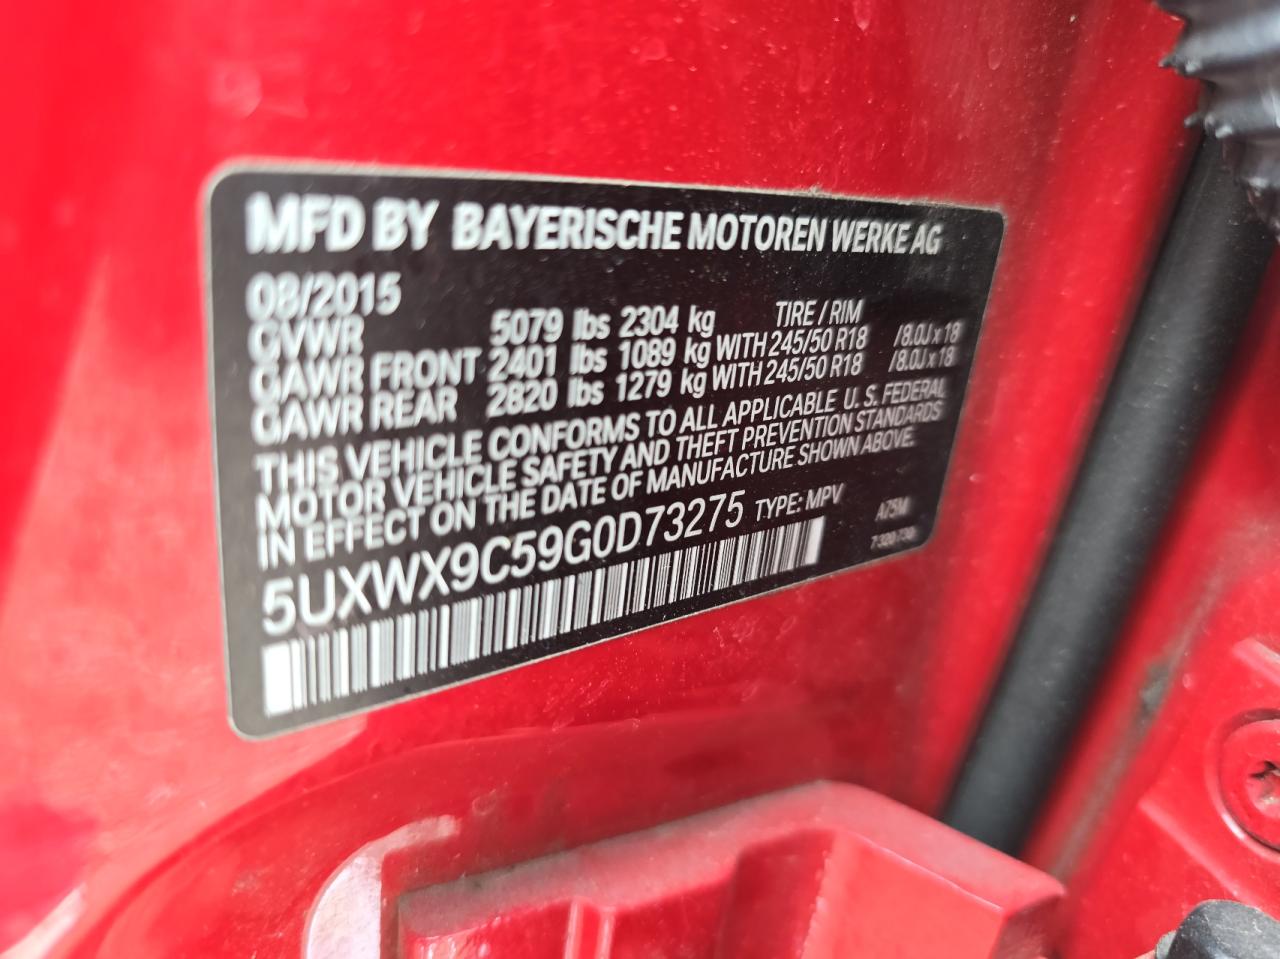 MFD BY BAYERISCHE MOTOREN WERKE AG
08/2015
TIRE / RIM
GVWR 5079 lbs 2304 kg
GAWR FRONT 2401 lbs 1089 kg WITH 245/50 R18 /8.0J x 18
GAWR REAR 2820 lbs 1279 kg WITH 245/50 R18 /8.0J x 18
THIS VEHICLE CONFORMS TO ALL APPLICABLE U. S. FEDERAL
MOTOR VEHICLE SAFETY AND THEFT PREVENTION STANDARDS
IN EFFECT ON THE DATE OF MANUFACTURE SHOWN ABOVE.
5UXWX9C59G0D73275 TYPE: MPV A75M
7320730